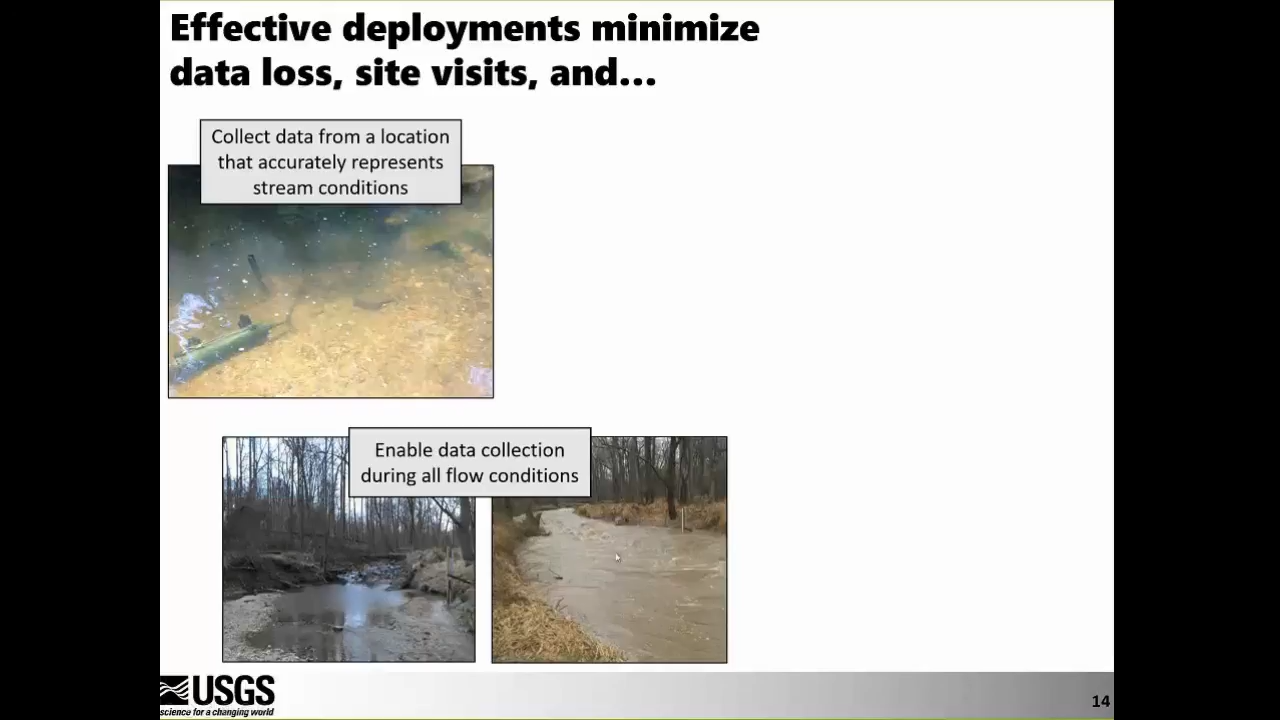 Effective deployments minimize
data loss, site visits, and...
Collect data from a location
that accurately represents
stream conditions
Enable data collection
during all flow conditions
USGS
science for a changing world
14